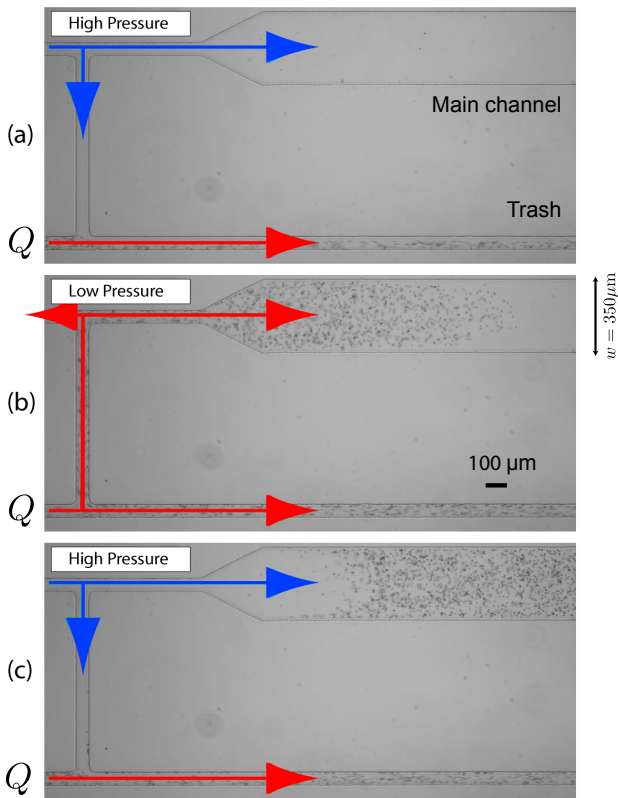 High Pressure
Main channel
(a)
Trash
Q
Low Pressure
w = 350μm
(b)
100 μm
Q
High Pressure
(c)
Q